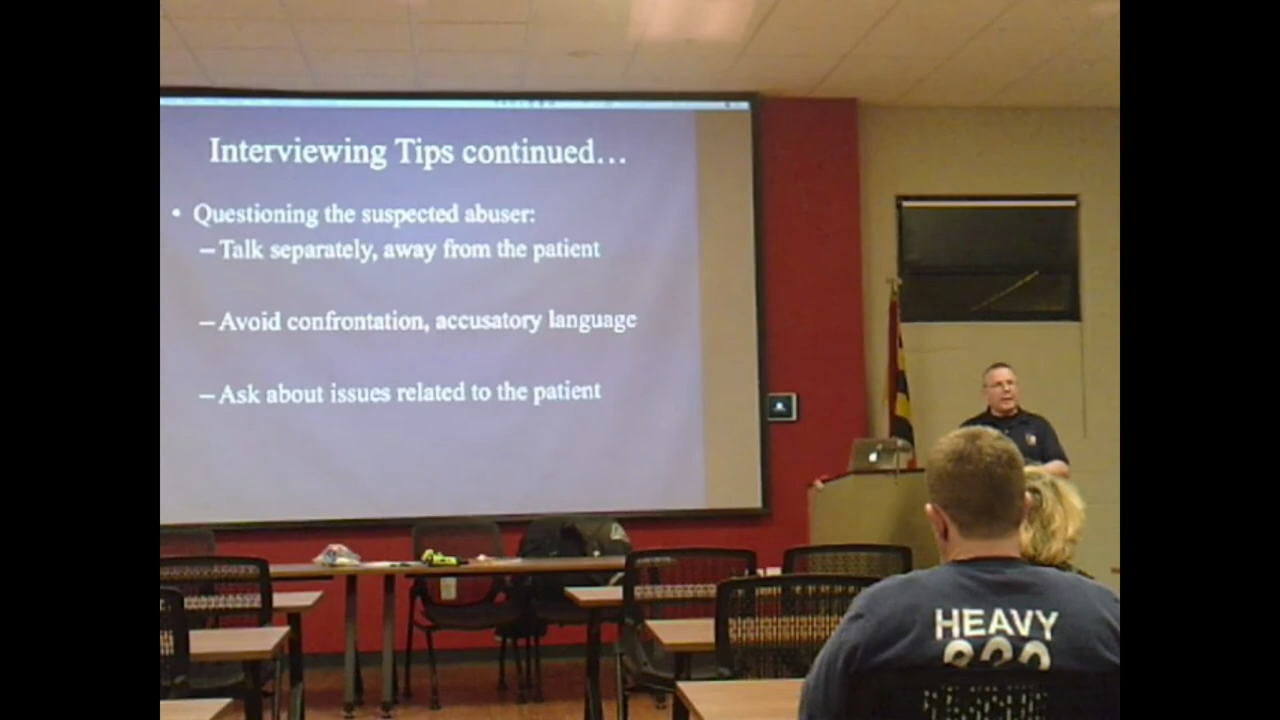 Interviewing Tips continued…
• Questioning the suspected abuser:
– Talk separately, away from the patient
– Avoid confrontation, accusatory language
– Ask about issues related to the patient
HEAVY